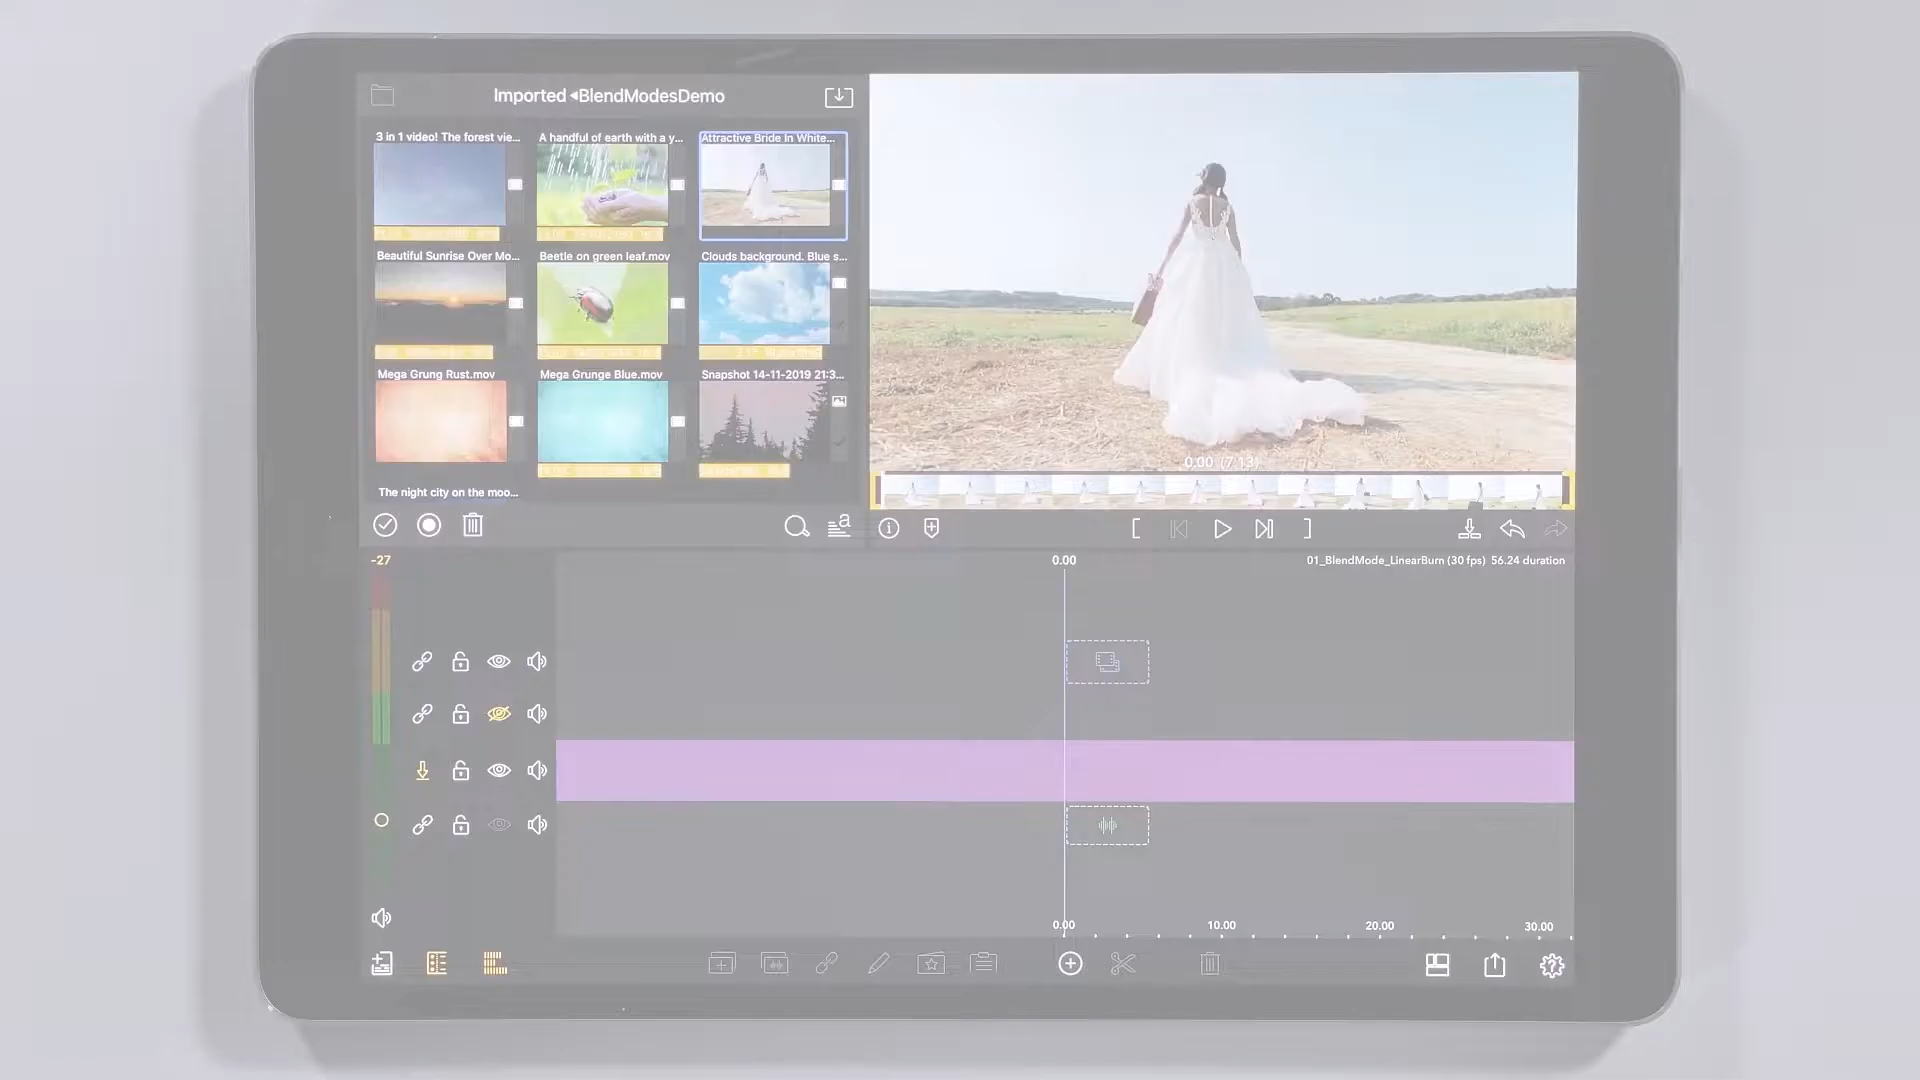 Imported ◂BlendModesDemo
3 in 1 video! The forest vie...
A handful of earth with a y...
Attractive Bride In White...
Beautiful Sunrise Over Mo...
Beetle on green leaf.mov
Clouds background. Blue s...
Mega Grung Rust.mov
Mega Grunge Blue.mov
Snapshot 14-11-2019 21:3...
The night city on the moo...
0.00 (7.13)
-27
0.00
01_BlendMode_LinearBurn (30 fps) 56.24 duration
0.00
10.00
20.00
30.00